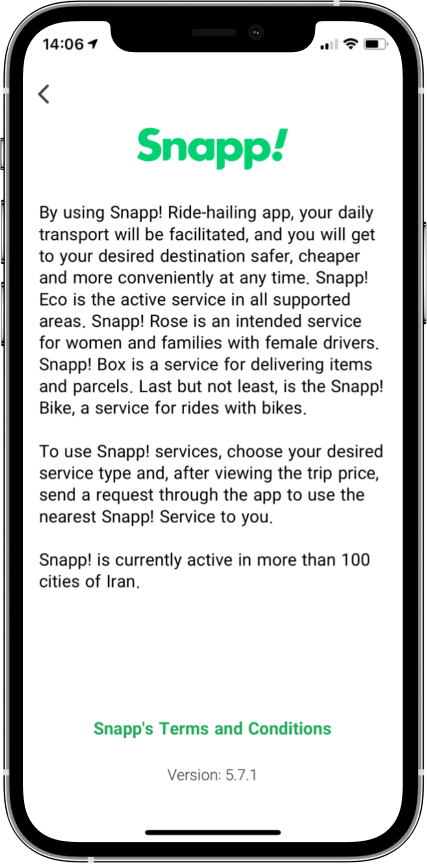 14:06
Snapp!
By using Snapp! Ride-hailing app, your daily
transport will be facilitated, and you will get
to your desired destination safer, cheaper
and more conveniently at any time. Snapp!
Eco is the active service in all supported
areas. Snapp! Rose is an intended service
for women and families with female drivers.
Snapp! Box is a service for delivering items
and parcels. Last but not least, is the Snapp!
Bike, a service for rides with bikes.
To use Snapp! services, choose your desired
service type and, after viewing the trip price,
send a request through the app to use the
nearest Snapp! Service to you.
Snapp! is currently active in more than 100
cities of Iran.
Snapp's Terms and Conditions
Version: 5.7.1